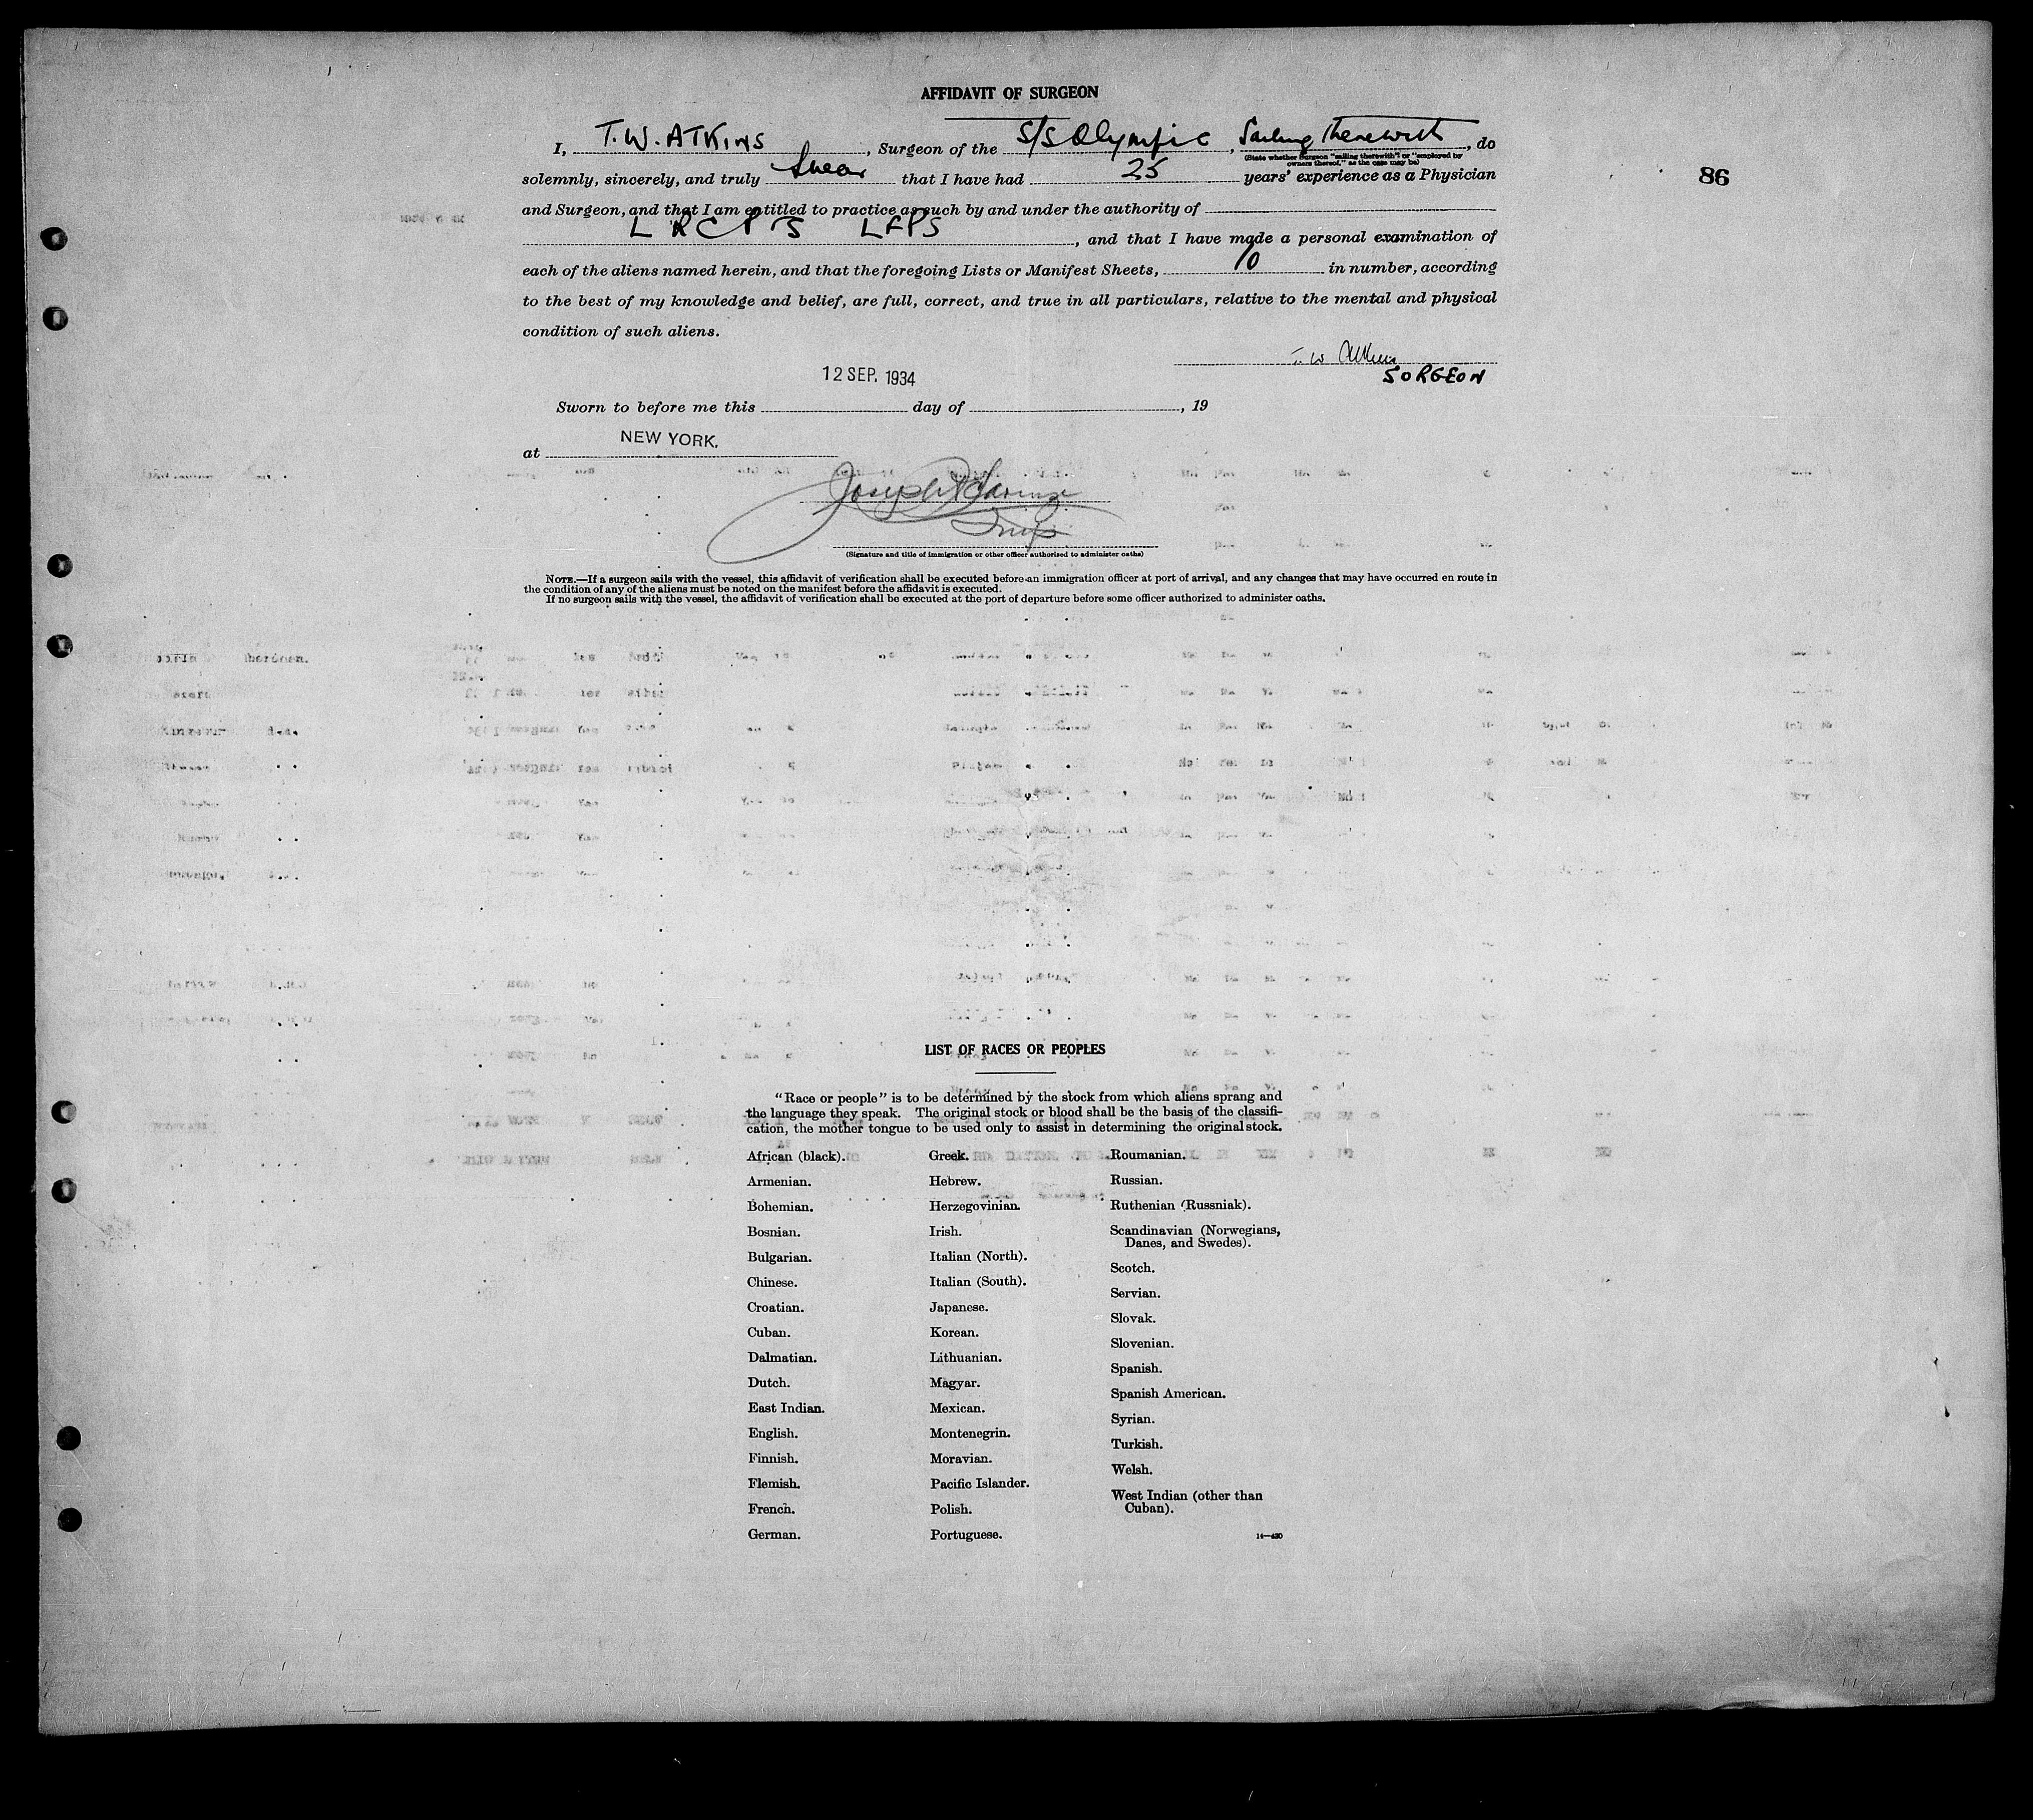 AFFIDAVIT OF SURGEON
86
I, T. W. ATKINS, Surgeon of the S/S Olympic, Sailing therewith, do
(State whether Surgeon "sailing therewith" or "employed by
owners thereof," as the case may be)
solemnly, sincerely, and truly swear that I have had 25 years' experience as a Physician
and Surgeon, and that I am entitled to practice as such by and under the authority of
L R C P & S L F P S, and that I have made a personal examination of
each of the aliens named herein, and that the foregoing Lists or Manifest Sheets, 10 in number, according
to the best of my knowledge and belief, are full, correct, and true in all particulars, relative to the mental and physical
condition of such aliens.
T. W. Atkins
SURGEON
12 SEP. 1934
Sworn to before me this day of , 19
at NEW YORK.
Joseph
Insp
(Signature and title of immigration or other officer authorized to administer oaths)
NOTE.—If a surgeon sails with the vessel, this affidavit of verification shall be executed before an immigration officer at port of arrival, and any changes that may have occurred en route in
the condition of any of the aliens must be noted on the manifest before the affidavit is executed.
If no surgeon sails with the vessel, the affidavit of verification shall be executed at the port of departure before some officer authorized to administer oaths.
LIST OF RACES OR PEOPLES
"Race or people" is to be determined by the stock from which aliens sprang and
the language they speak. The original stock or blood shall be the basis of the classifi-
cation, the mother tongue to be used only to assist in determining the original stock.
African (black).
Armenian.
Bohemian.
Bosnian.
Bulgarian.
Chinese.
Croatian.
Cuban.
Dalmatian.
Dutch.
East Indian.
English.
Finnish.
Flemish.
French.
German.
Greek.
Hebrew.
Herzegovinian.
Irish.
Italian (North).
Italian (South).
Japanese.
Korean.
Lithuanian.
Magyar.
Mexican.
Montenegrin.
Moravian.
Pacific Islander.
Polish.
Portuguese.
Roumanian.
Russian.
Ruthenian (Russniak).
Scandinavian (Norwegians,
Danes, and Swedes).
Scotch.
Servian.
Slovak.
Slovenian.
Spanish.
Spanish American.
Syrian.
Turkish.
Welsh.
West Indian (other than
Cuban).
14—430